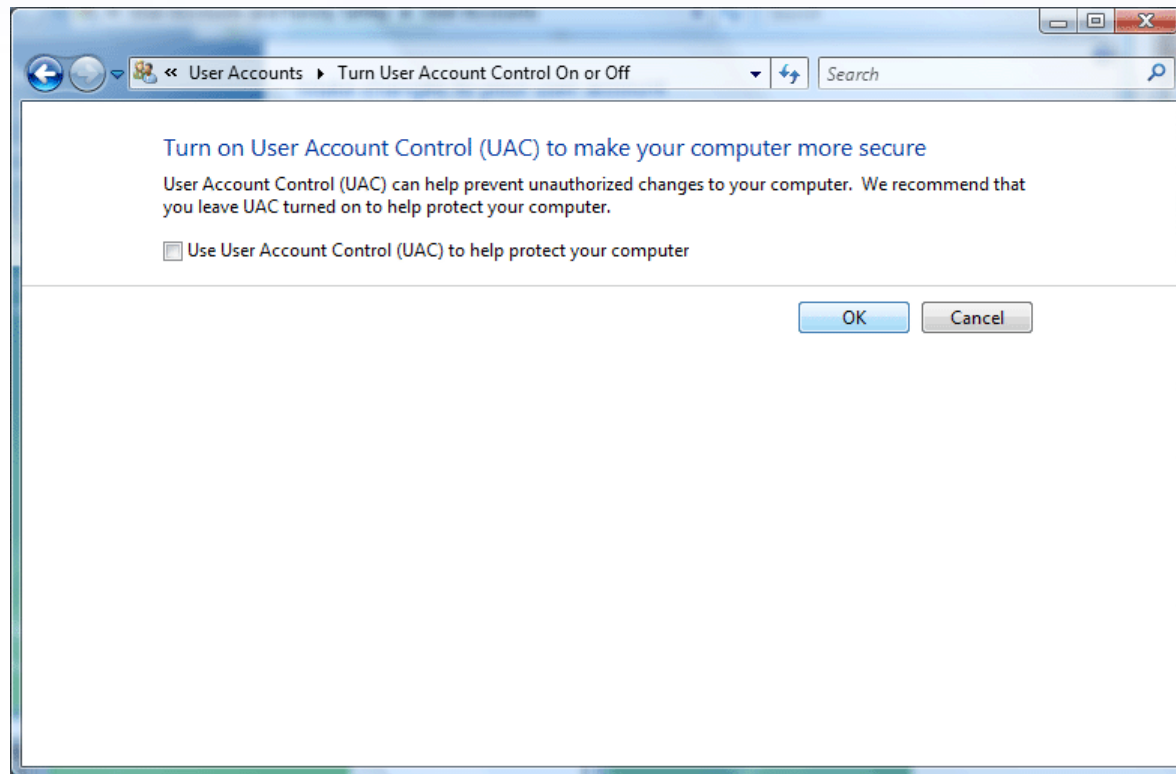 « User Accounts ▸ Turn User Account Control On or Off
Search
Turn on User Account Control (UAC) to make your computer more secure
User Account Control (UAC) can help prevent unauthorized changes to your computer. We recommend that
you leave UAC turned on to help protect your computer.
Use User Account Control (UAC) to help protect your computer
OK
Cancel